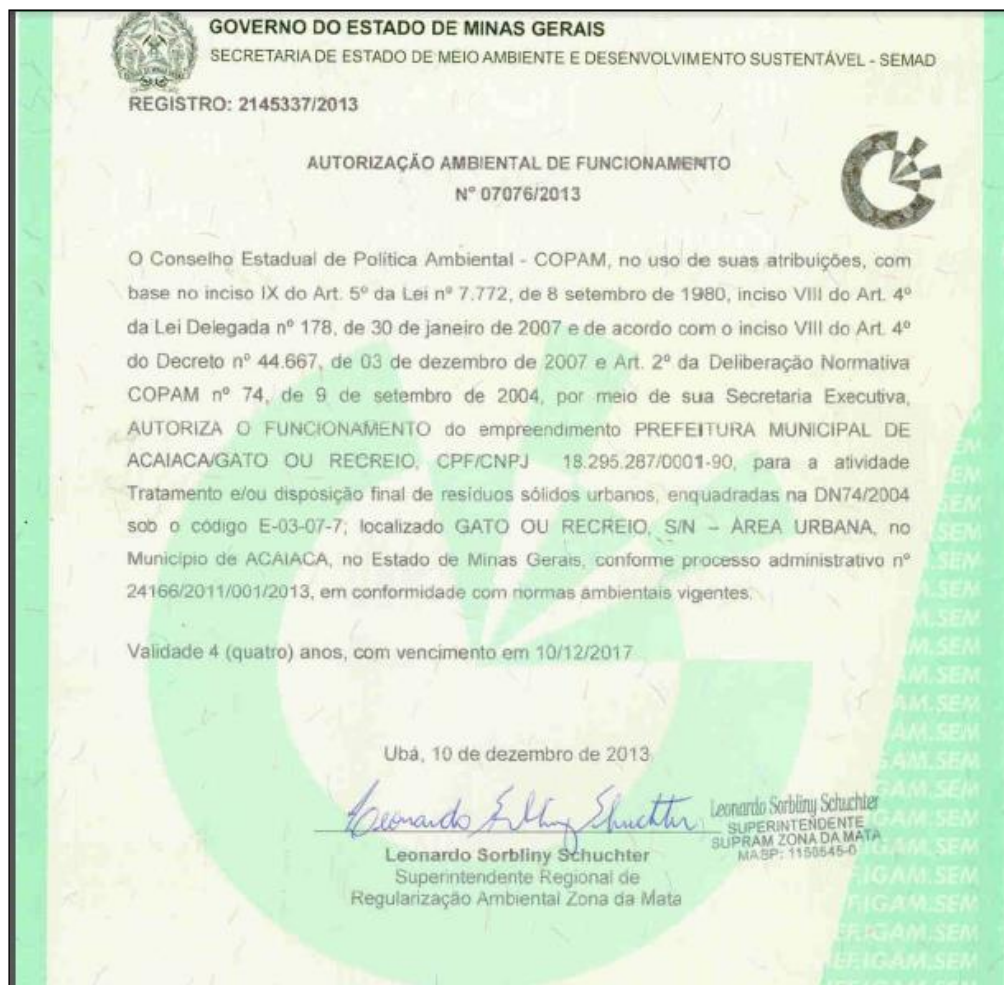 GOVERNO DO ESTADO DE MINAS GERAIS
SECRETARIA DE ESTADO DE MEIO AMBIENTE E DESENVOLVIMENTO SUSTENTÁVEL - SEMAD
REGISTRO: 2145337/2013
AUTORIZAÇÃO AMBIENTAL DE FUNCIONAMENTO
Nº 07076/2013
O Conselho Estadual de Política Ambiental - COPAM, no uso de suas atribuições, com
base no inciso IX do Art. 5º da Lei nº 7.772, de 8 setembro de 1980, inciso VIII do Art. 4º
da Lei Delegada nº 178, de 30 de janeiro de 2007 e de acordo com o inciso VIII do Art. 4º
do Decreto nº 44.667, de 03 de dezembro de 2007 e Art. 2º da Deliberação Normativa
COPAM nº 74, de 9 de setembro de 2004, por meio de sua Secretaria Executiva,
AUTORIZA O FUNCIONAMENTO do empreendimento PREFEITURA MUNICIPAL DE
ACAIACA/GATO OU RECREIO, CPF/CNPJ 18.295.287/0001-90, para a atividade
Tratamento e/ou disposição final de resíduos sólidos urbanos, enquadradas na DN74/2004
sob o código E-03-07-7; localizado GATO OU RECREIO, S/N – ÁREA URBANA, no
Município de ACAIACA, no Estado de Minas Gerais, conforme processo administrativo nº
24166/2011/001/2013, em conformidade com normas ambientais vigentes.
Validade 4 (quatro) anos, com vencimento em 10/12/2017
Ubá, 10 de dezembro de 2013
Leonardo Sorbliny Schuchter
Leonardo Sorbliny Schuchter
SUPERINTENDENTE
SUPRAM ZONA DA MATA
MASP: 1150545-0
Leonardo Sorbliny Schuchter
Superintendente Regional de
Regularização Ambiental Zona da Mata